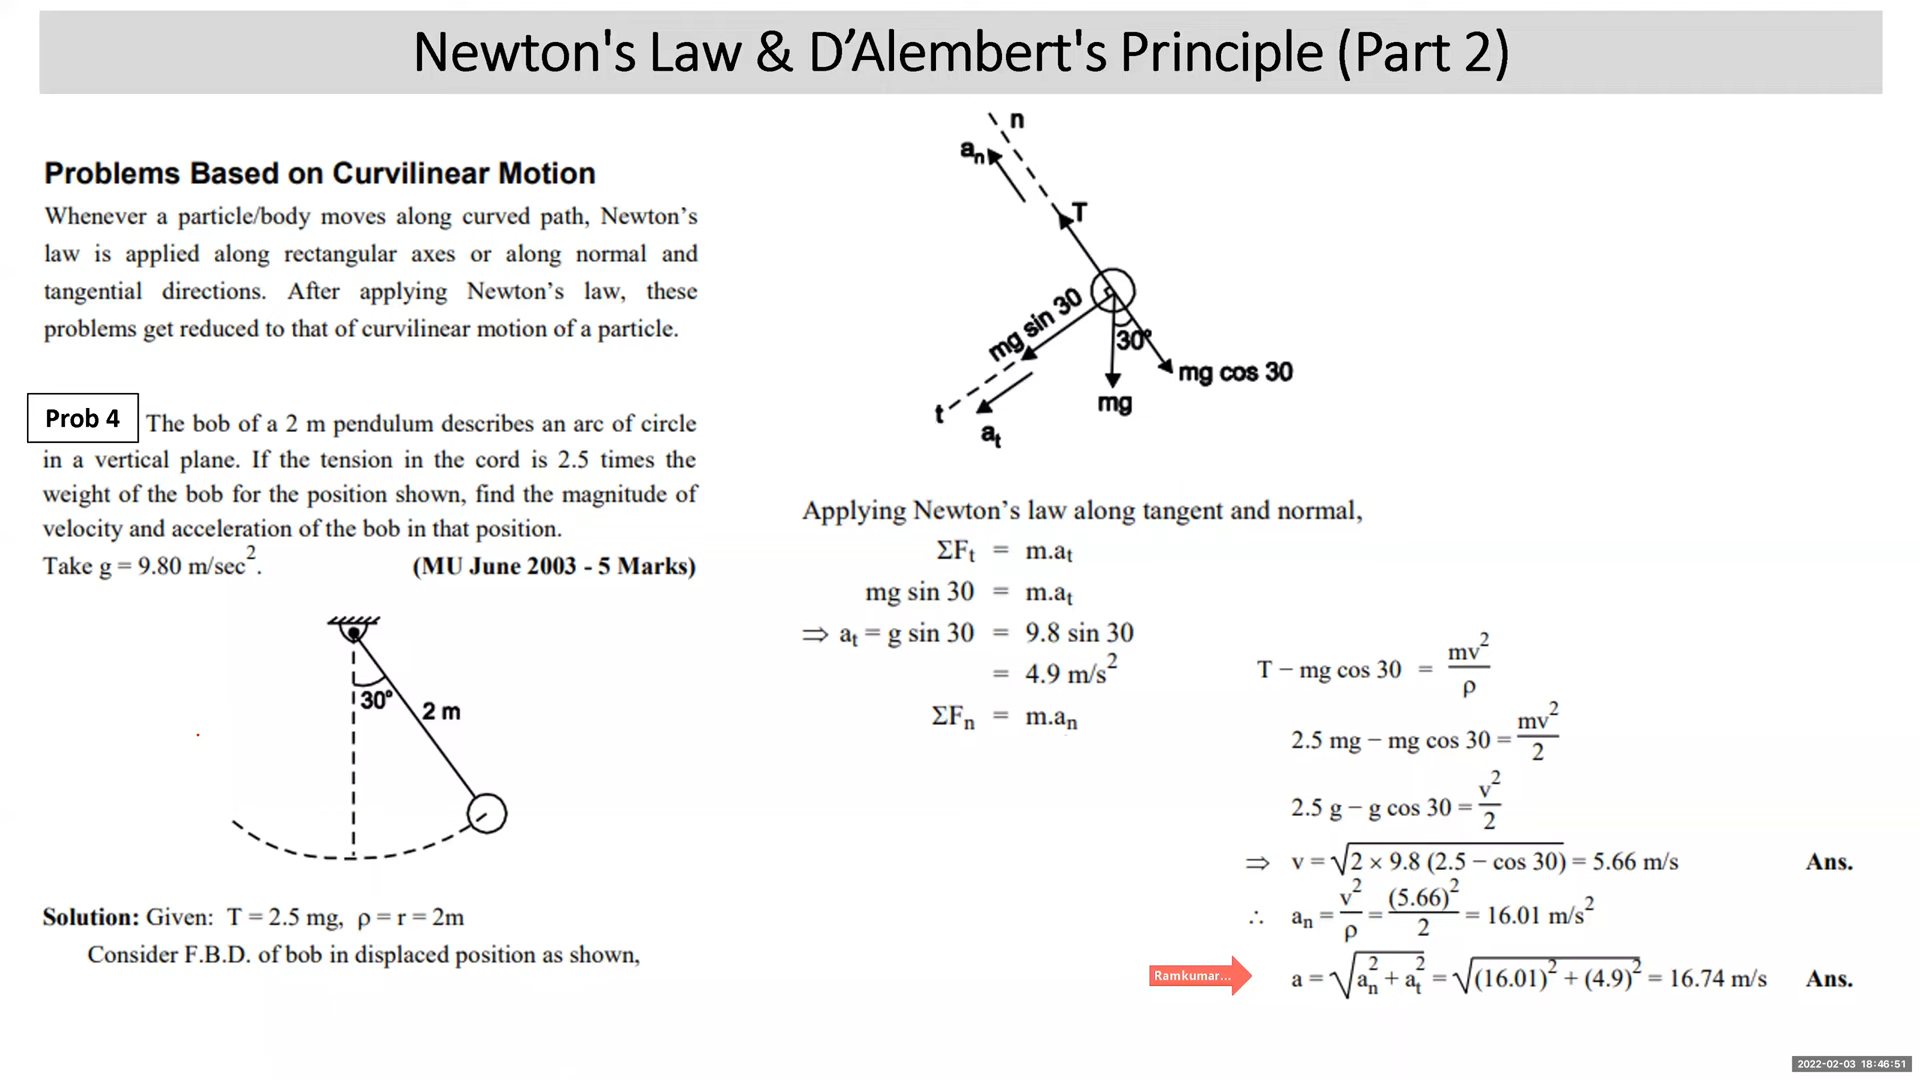 Newton's Law & D’Alembert's Principle (Part 2)
Problems Based on Curvilinear Motion
Whenever a particle/body moves along curved path, Newton’s
law is applied along rectangular axes or along normal and
tangential directions. After applying Newton’s law, these
problems get reduced to that of curvilinear motion of a particle.
Prob 4 The bob of a 2 m pendulum describes an arc of circle
in a vertical plane. If the tension in the cord is 2.5 times the
weight of the bob for the position shown, find the magnitude of
velocity and acceleration of the bob in that position.
Take g = 9.80 m/sec².
(MU June 2003 - 5 Marks)
30°
2 m
Solution: Given: T = 2.5 mg, ρ = r = 2m
Consider F.B.D. of bob in displaced position as shown,
n
aₙ
T
mg sin 30
30°
mg cos 30
mg
t
aₜ
Applying Newton’s law along tangent and normal,
ΣFₜ = m.aₜ
mg sin 30 = m.aₜ
⇒ aₜ = g sin 30 = 9.8 sin 30
= 4.9 m/s²
ΣFₙ = m.aₙ
T − mg cos 30 = mv²/ρ
2.5 mg − mg cos 30 = mv²/2
2.5 g − g cos 30 = v²/2
⇒ v = √(2 × 9.8 (2.5 − cos 30)) = 5.66 m/s Ans.
∴ aₙ = v²/ρ = (5.66)²/2 = 16.01 m/s²
Ramkumar...
a = √(aₙ² + aₜ²) = √((16.01)² + (4.9)²) = 16.74 m/s Ans.
2022-02-03 18:46:51